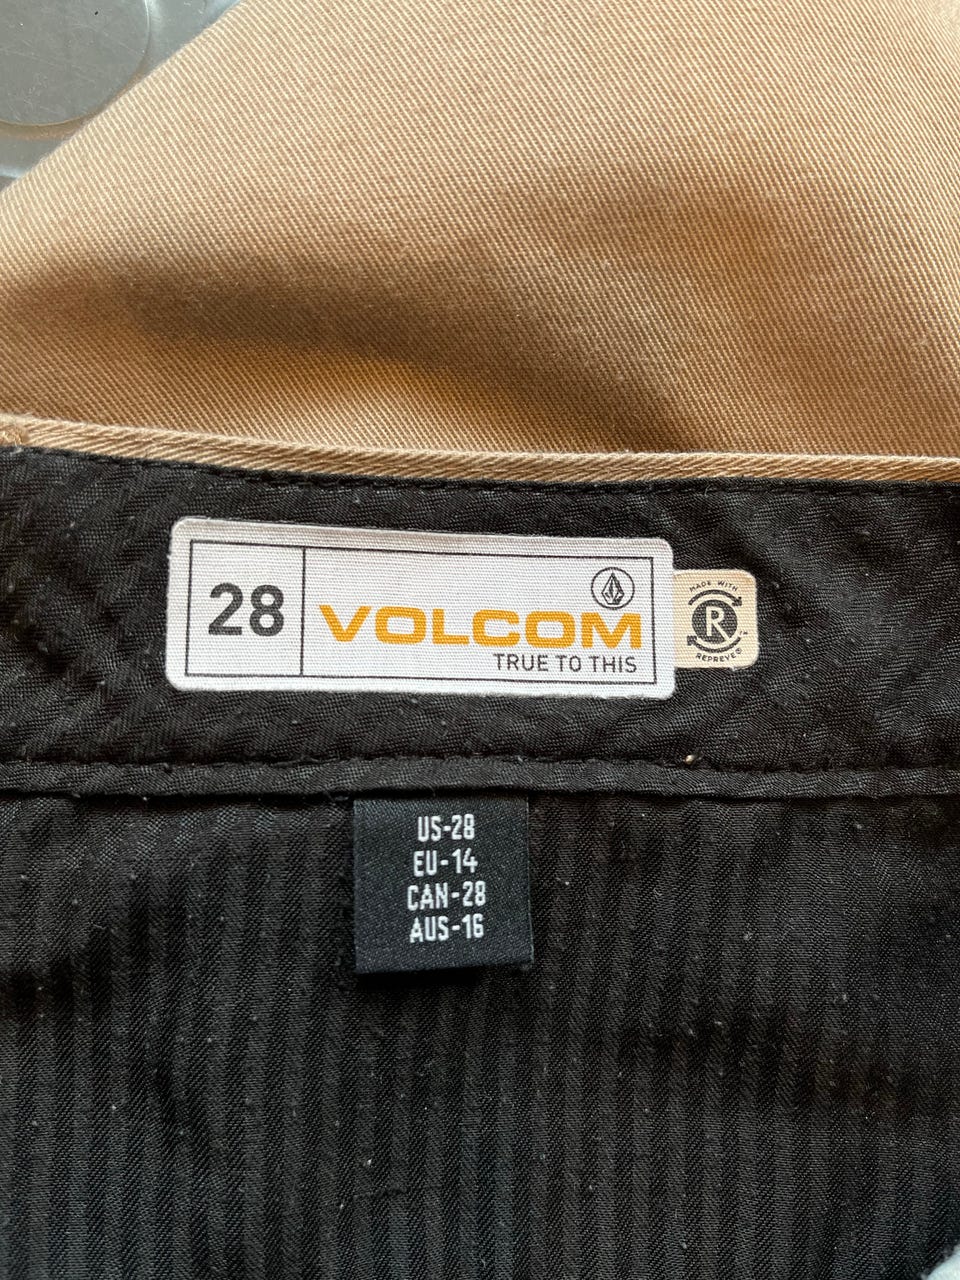 28
VOLCOM
TRUE TO THIS
MADE WITH
R
REPREVE®
US-28
EU-14
CAN-28
AUS-16